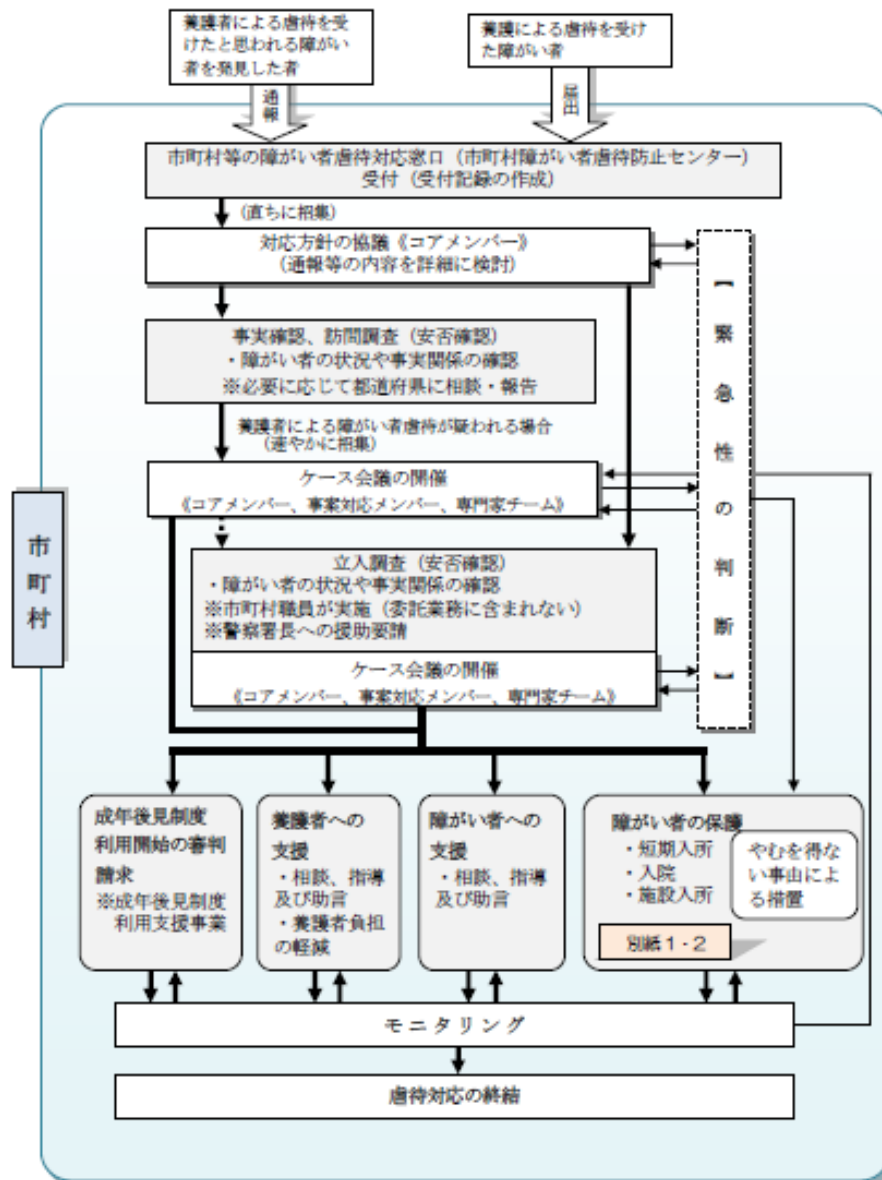 養護者による虐待を受
けたと思われる障がい
者を発見した者
養護による虐待を受け
た障がい者
通報
届出
市町村等の障がい者虐待対応窓口（市町村障がい者虐待防止センター）
受付（受付記録の作成）
(直ちに招集)
対応方針の協議《コアメンバー》
（通報等の内容を詳細に検討）
事実確認、訪問調査（安否確認）
・障がい者の状況や事実関係の確認
※必要に応じて都道府県に相談・報告
養護者による障がい者虐待が疑われる場合
(速やかに招集)
ケース会議の開催
《コアメンバー、事案対応メンバー、専門家チーム》
【緊急性の判断】
市町村
立入調査（安否確認）
・障がい者の状況や事実関係の確認
※市町村職員が実施（委託業務に含まれない）
※警察署長への援助要請
ケース会議の開催
《コアメンバー、事案対応メンバー、専門家チーム》
成年後見制度
利用開始の審判
請求
※成年後見制度
利用支援事業
養護者への
支援
・相談、指導
及び助言
・養護者負担
の軽減
障がい者への
支援
・相談、指導
及び助言
障がい者の保護
・短期入所
・入院
・施設入所
やむを得な
い事由によ
る措置
別紙１・２
モニタリング
虐待対応の終結